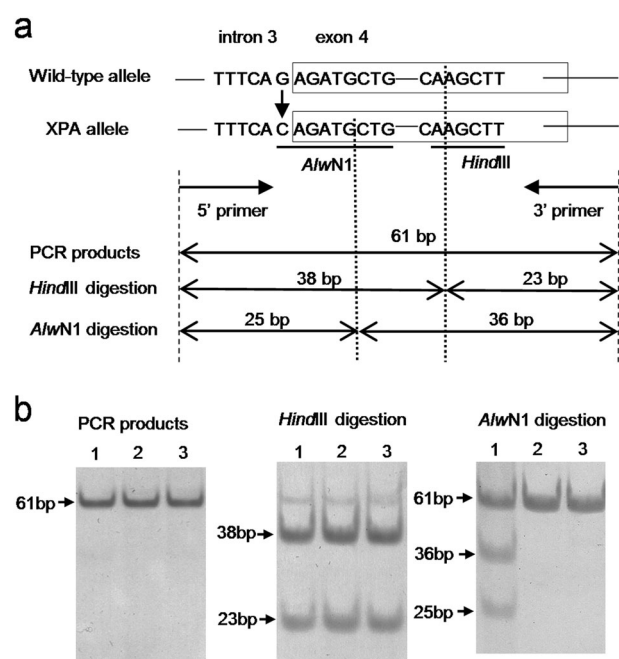 a
intron 3 exon 4
Wild-type allele TTTCA G AGATGCTG CAAGCTT
XPA allele TTTCA C AGATGCTG CAAGCTT
AlwN1 HindIII
5' primer 3' primer
PCR products 61 bp
HindIII digestion 38 bp 23 bp
AlwN1 digestion 25 bp 36 bp
b
PCR products HindIII digestion AlwN1 digestion
1 2 3 1 2 3 1 2 3
61bp 61bp
38bp 36bp
23bp 25bp